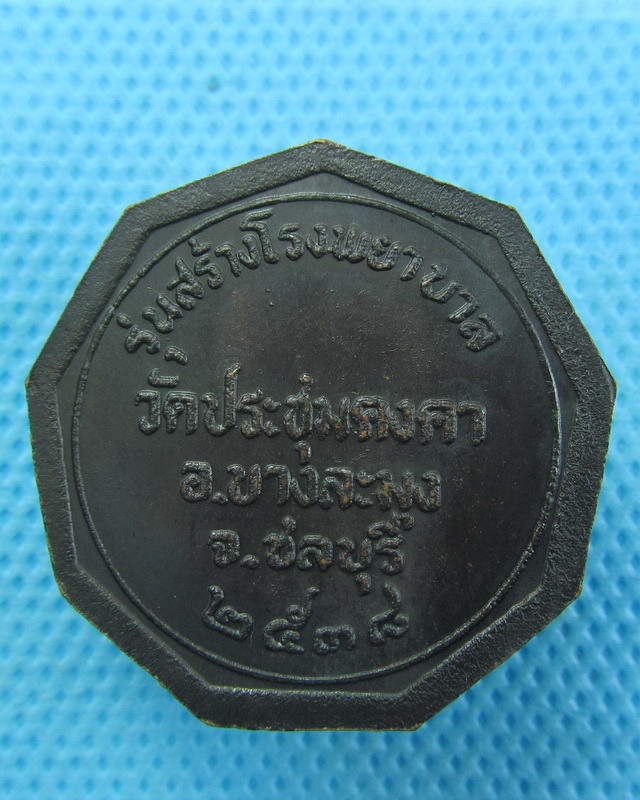 รุ่นสร้างโรงพยาบาล
วัดประชุมคงคา
อ.บางละมุง
จ.ชลบุรี
๒๕๓๘